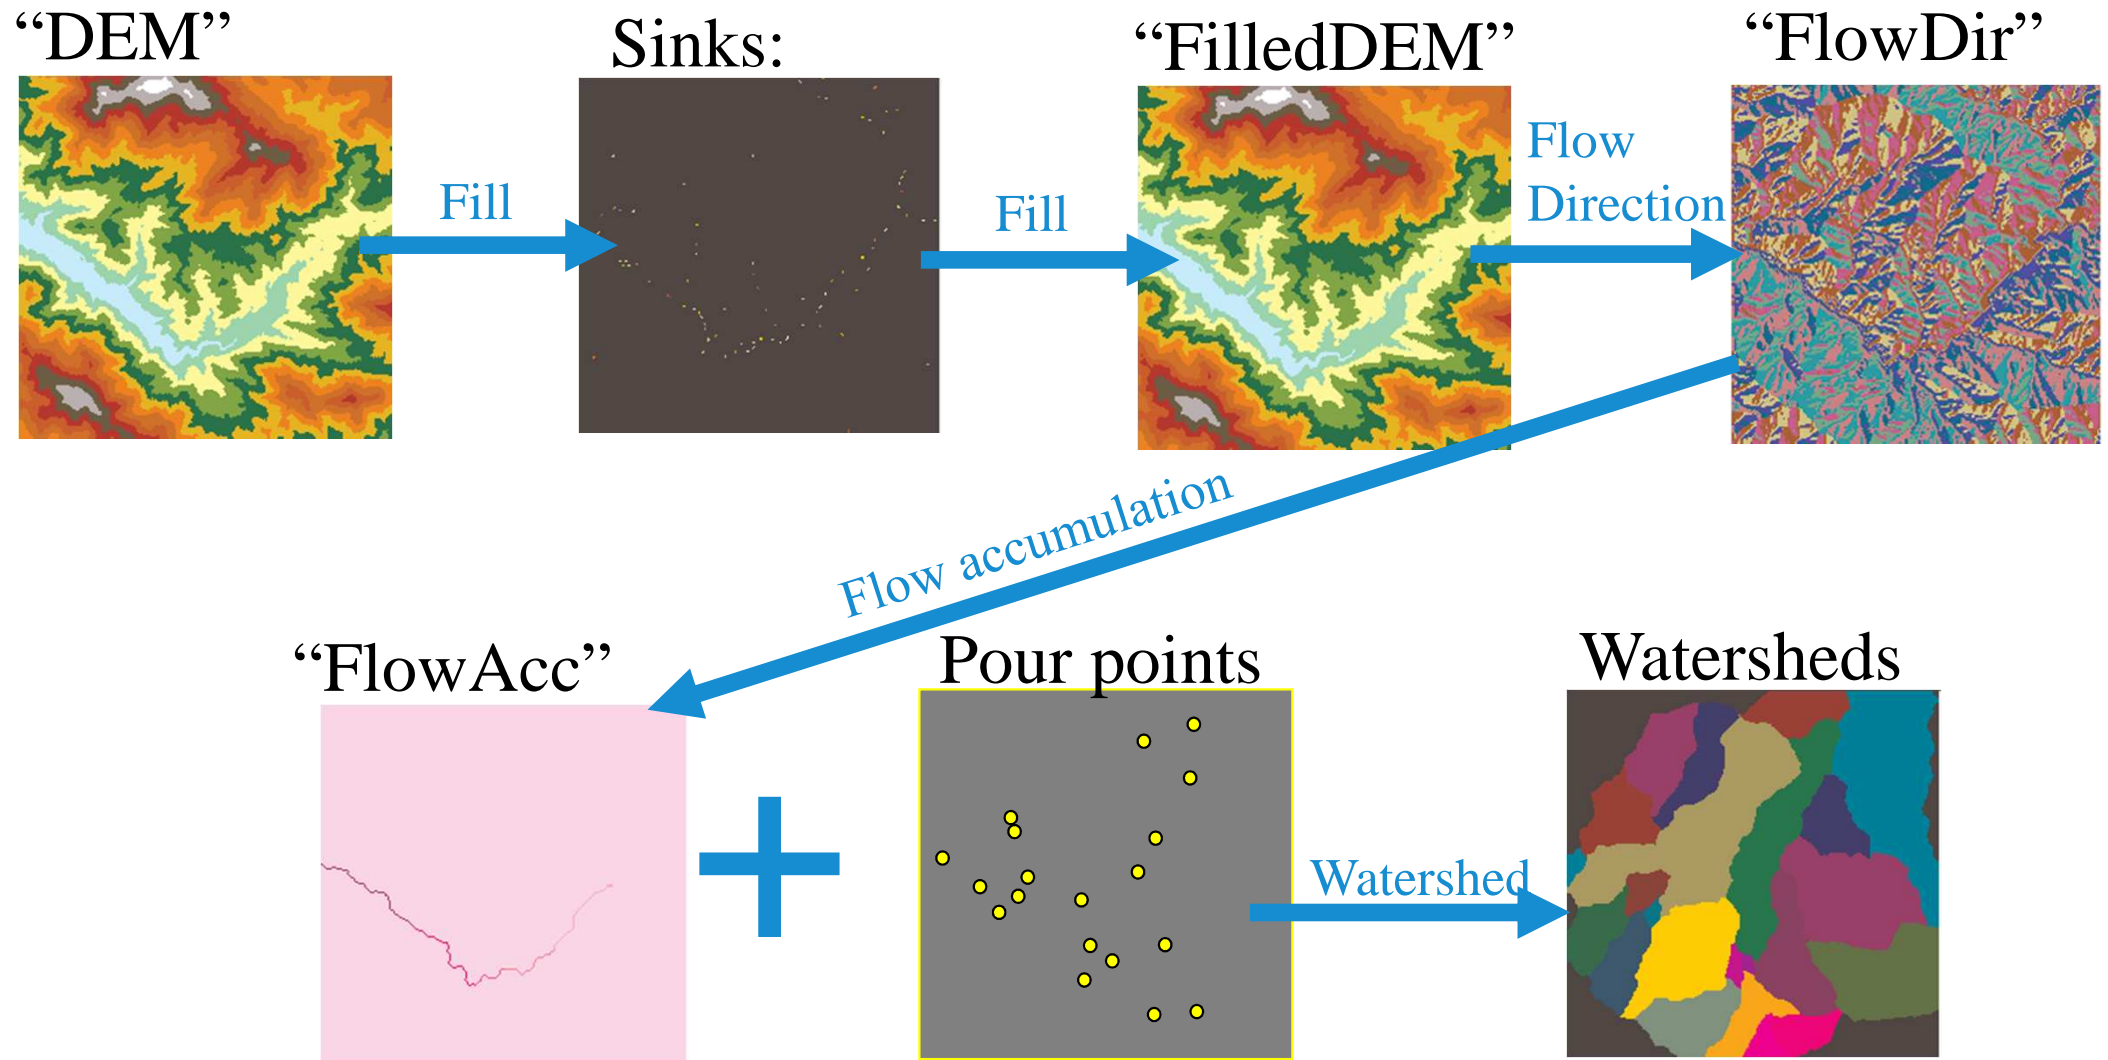 “DEM”
Sinks:
“FilledDEM”
“FlowDir”
Fill
Fill
Flow
Direction
Flow accumulation
“FlowAcc”
Pour points
Watersheds
Watershed